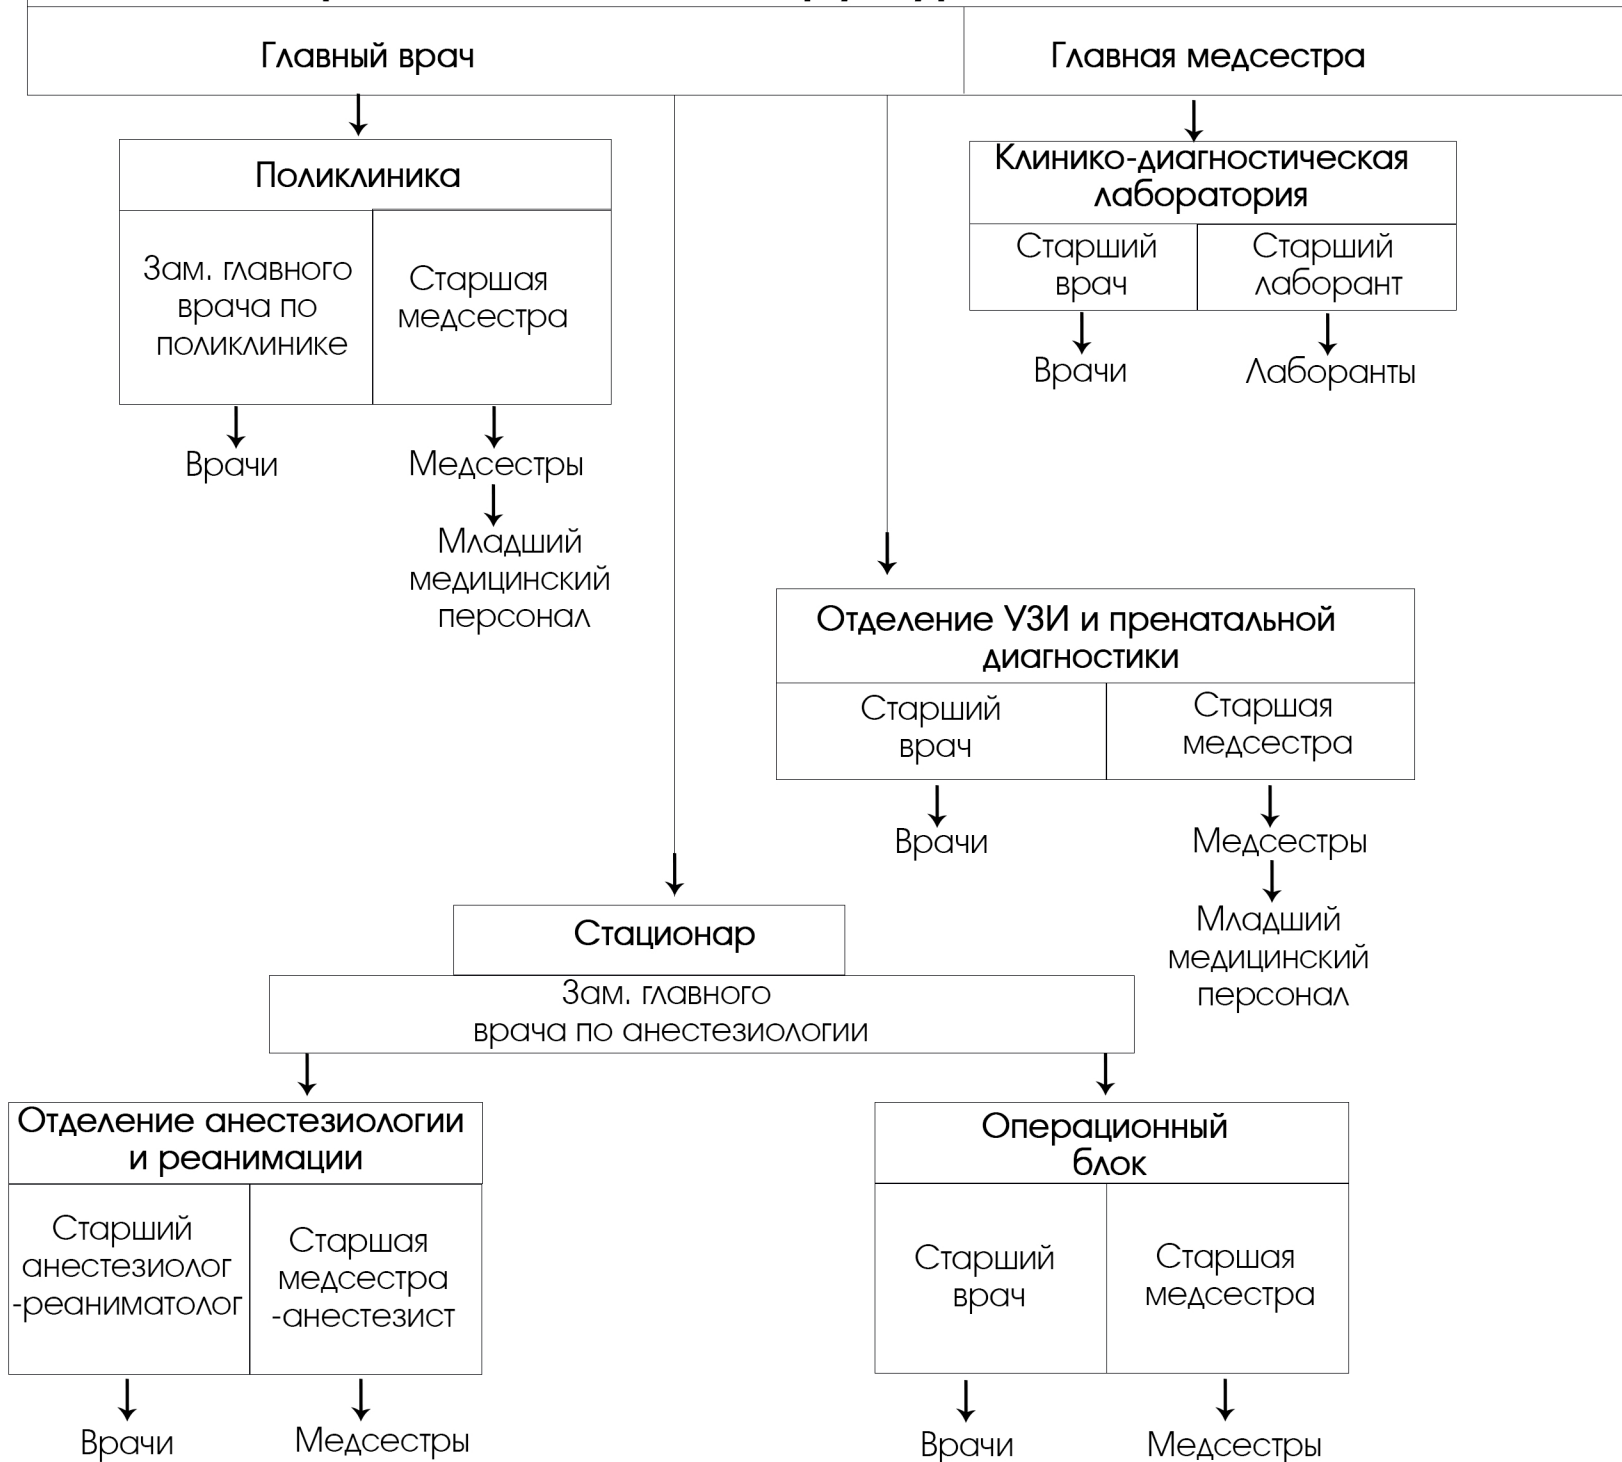 Главный врач
Главная медсестра
Поликлиника
Зам. главного
врача по
поликлинике
Старшая
медсестра
Врачи
Медсестры
Младший
медицинский
персонал
Клинико-диагностическая
лаборатория
Старший
врач
Старший
лаборант
Врачи
Лаборанты
Отделение УЗИ и пренатальной
диагностики
Старший
врач
Старшая
медсестра
Врачи
Медсестры
Младший
медицинский
персонал
Стационар
Зам. главного
врача по анестезиологии
Отделение анестезиологии
и реанимации
Старший
анестезиолог
-реаниматолог
Старшая
медсестра
-анестезист
Врачи
Медсестры
Операционный
блок
Старший
врач
Старшая
медсестра
Врачи
Медсестры